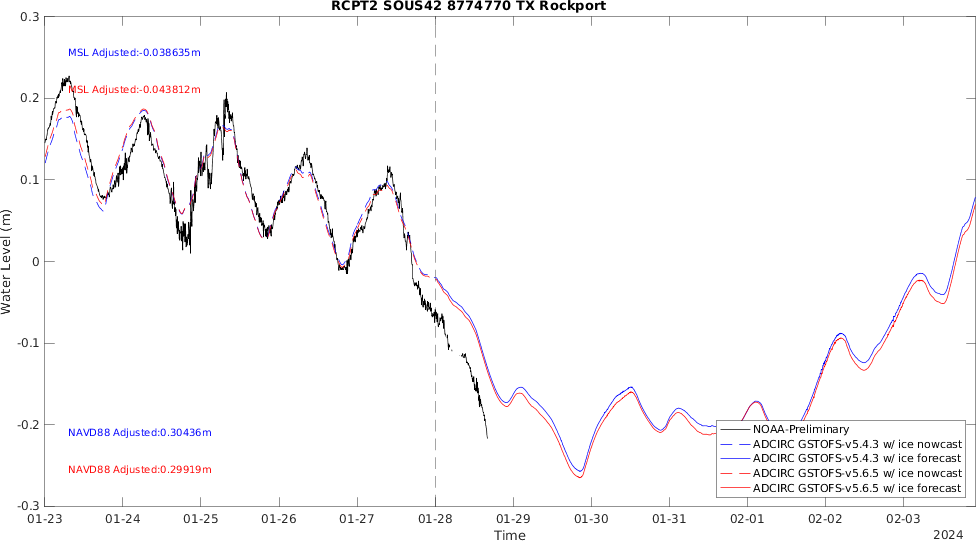 RCPT2 SOUS42 8774770 TX Rockport
0.3
MSL Adjusted:-0.038635m
0.2
MSL Adjusted:-0.043812m
0.1
Water Level (m)
0
-0.1
-0.2
NAVD88 Adjusted:0.30436m
NAVD88 Adjusted:0.29919m
-0.3
NOAA-Preliminary
ADCIRC GSTOFS-v5.4.3 w/ ice nowcast
ADCIRC GSTOFS-v5.4.3 w/ ice forecast
ADCIRC GSTOFS-v5.6.5 w/ ice nowcast
ADCIRC GSTOFS-v5.6.5 w/ ice forecast
01-23 01-24 01-25 01-26 01-27 01-28 01-29 01-30 01-31 02-01 02-02 02-03
Time
2024